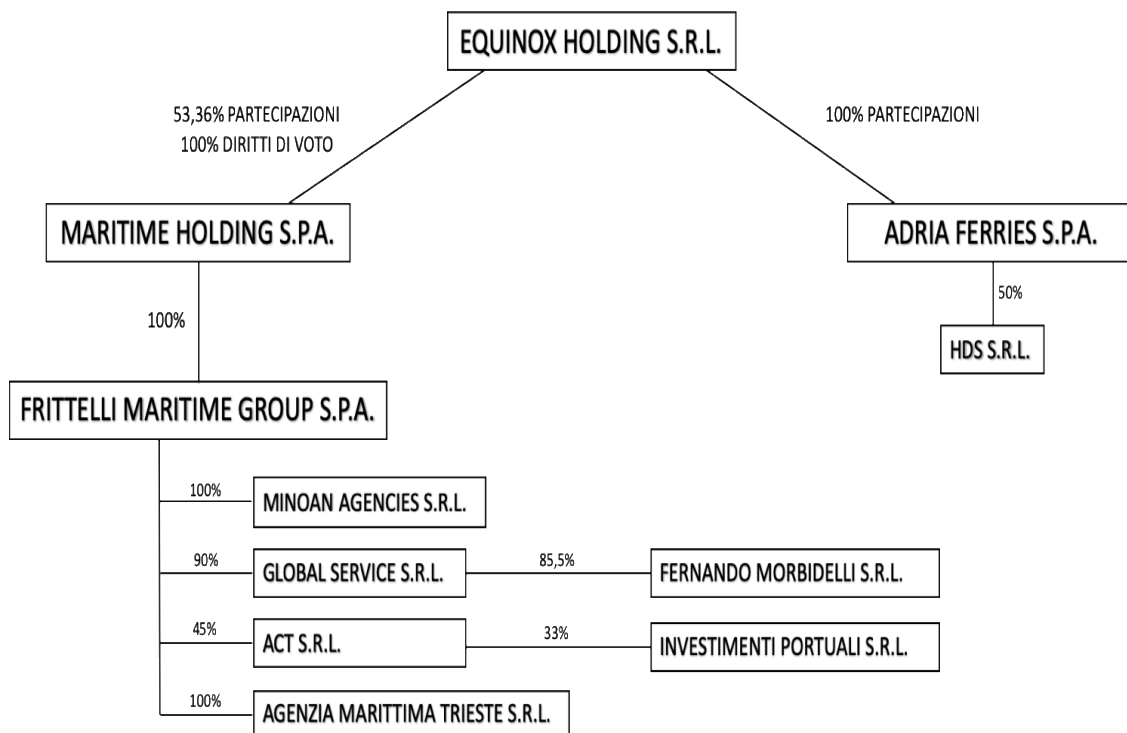 EQUINOX HOLDING S.R.L.
53,36% PARTECIPAZIONI
100% DIRITTI DI VOTO
100% PARTECIPAZIONI
MARITIME HOLDING S.P.A.
ADRIA FERRIES S.P.A.
100%
50%
HDS S.R.L.
FRITTELLI MARITIME GROUP S.P.A.
100%
MINOAN AGENCIES S.R.L.
90%
GLOBAL SERVICE S.R.L.
85,5%
FERNANDO MORBIDELLI S.R.L.
45%
ACT S.R.L.
33%
INVESTIMENTI PORTUALI S.R.L.
100%
AGENZIA MARITTIMA TRIESTE S.R.L.